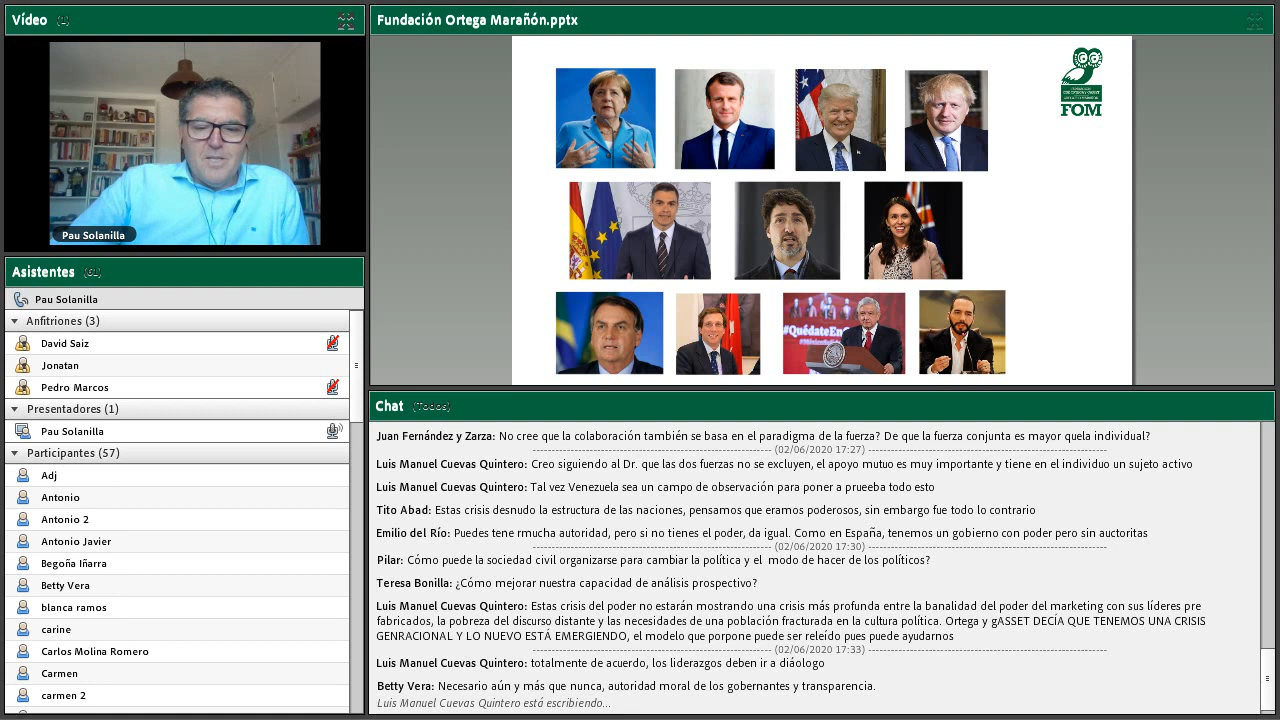 Vídeo (1)
Pau Solanilla
Asistentes (61)
Pau Solanilla
Anfitriones (3)
David Saiz
Jonatan
Pedro Marcos
Presentadores (1)
Pau Solanilla
Participantes (57)
Adj
Antonio
Antonio 2
Antonio Javier
Begoña Iñarra
Betty Vera
blanca ramos
carine
Carlos Molina Romero
Carmen
carmen 2
Fundación Ortega Marañón.pptx
FOM
#QuédateEn
Chat (Todos)
Juan Fernández y Zarza: No cree que la colaboración también se basa en el paradigma de la fuerza? De que la fuerza conjunta es mayor quela individual?
(02/06/2020 17:27)
Luis Manuel Cuevas Quintero: Creo siguiendo al Dr. que las dos fuerzas no se excluyen, el apoyo mutuo es muy importante y tiene en el individuo un sujeto activo
Luis Manuel Cuevas Quintero: Tal vez Venezuela sea un campo de observación para poner a prueeba todo esto
Tito Abad: Estas crisis desnudo la estructura de las naciones, pensamos que eramos poderosos, sin embargo fue todo lo contrario
Emilio del Río: Puedes tene rmucha autoridad, pero si no tienes el poder, da igual. Como en España, tenemos un gobierno con poder pero sin auctoritas
(02/06/2020 17:30)
Pilar: Cómo puede la sociedad civil organizarse para cambiar la política y el modo de hacer de los políticos?
Teresa Bonilla: ¿Cómo mejorar nuestra capacidad de análisis prospectivo?
Luis Manuel Cuevas Quintero: Estas crisis del poder no estarán mostrando una crisis más profunda entre la banalidad del poder del marketing con sus líderes pre
fabricados, la pobreza del discurso distante y las necesidades de una población fracturada en la cultura política. Ortega y gASSET DECÍA QUE TENEMOS UNA CRISIS
GENRACIONAL Y LO NUEVO ESTÁ EMERGIENDO, el modelo que porpone puede ser releído pues puede ayudarnos
(02/06/2020 17:33)
Luis Manuel Cuevas Quintero: totalmente de acuerdo, los liderazgos deben ir a diáologo
Betty Vera: Necesario aún y más que nunca, autoridad moral de los gobernantes y transparencia.
Luis Manuel Cuevas Quintero está escribiendo...